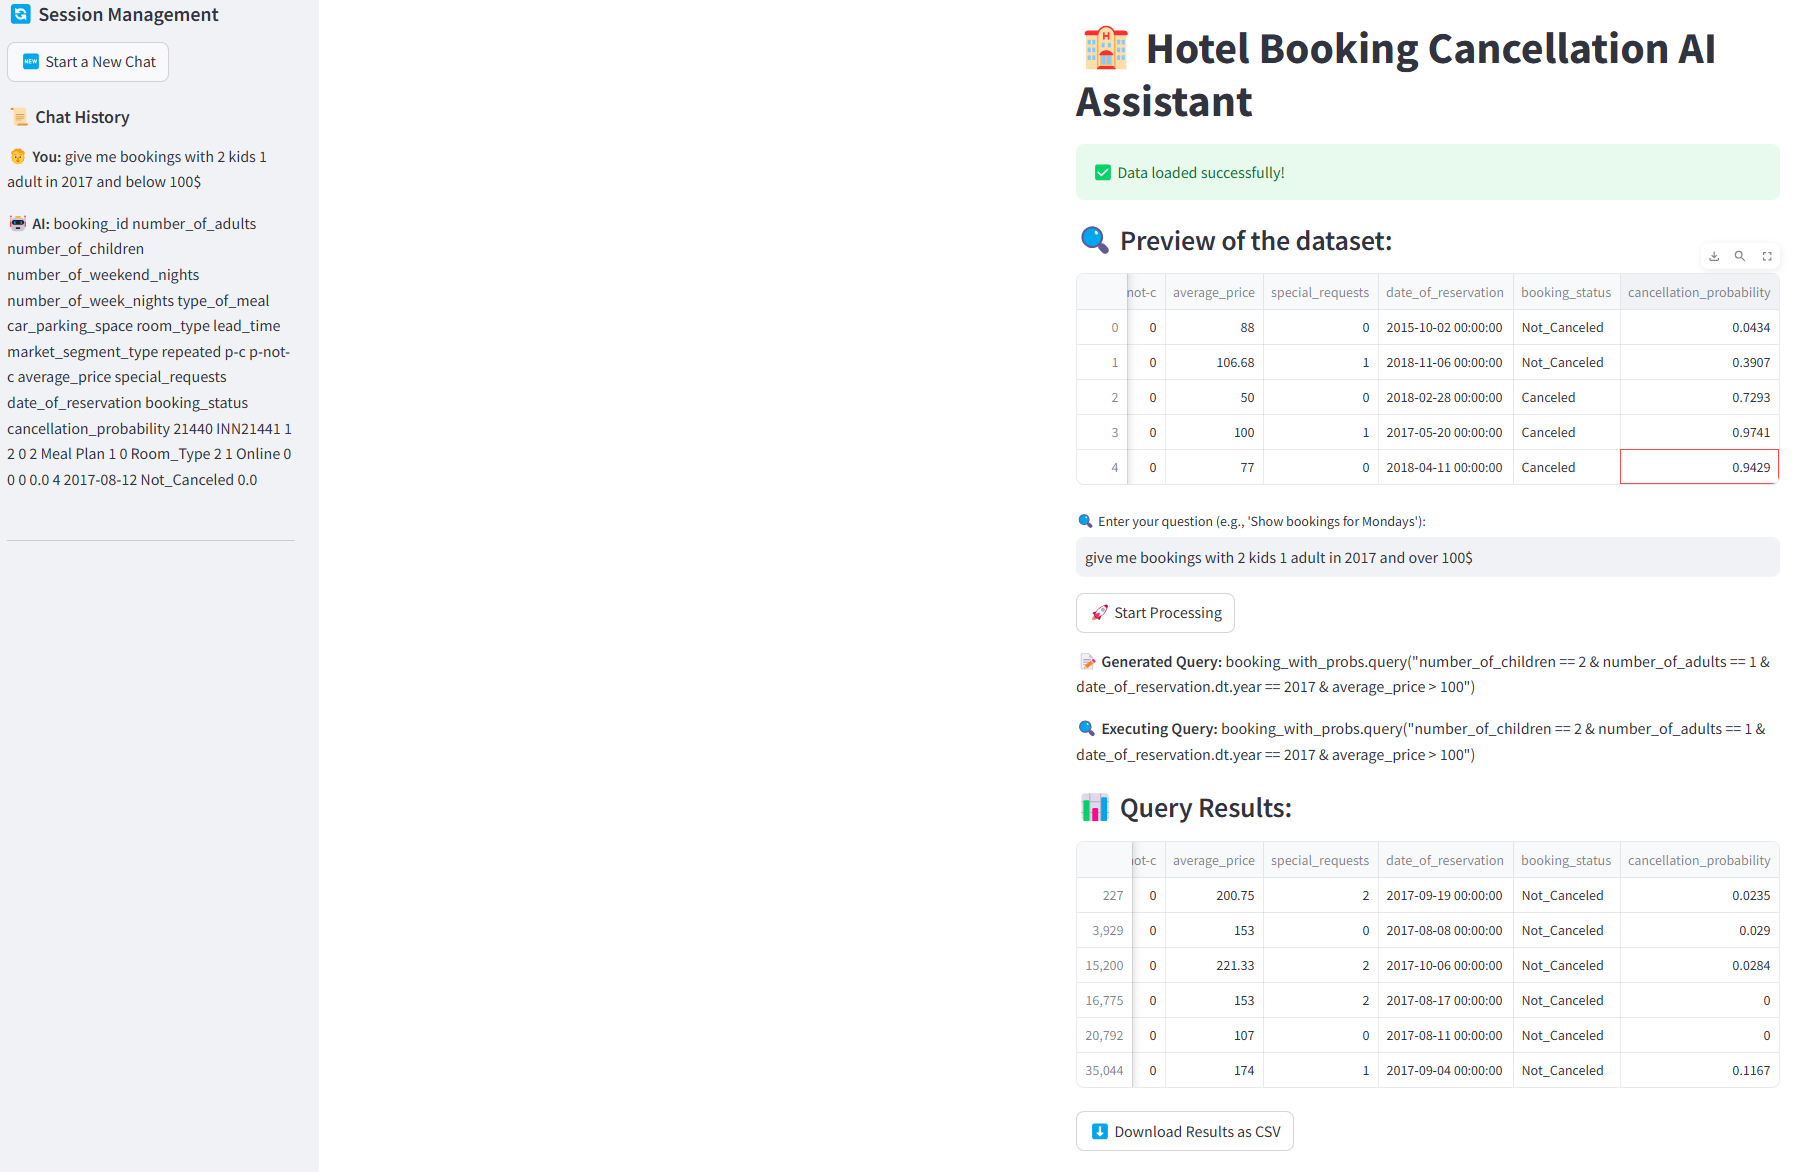 Session Management
NEW Start a New Chat
Chat History
You: give me bookings with 2 kids 1
adult in 2017 and below 100$
AI: booking_id number_of_adults
number_of_children
number_of_weekend_nights
number_of_week_nights type_of_meal
car_parking_space room_type lead_time
market_segment_type repeated p-c p-not-
c average_price special_requests
date_of_reservation booking_status
cancellation_probability 21440 INN21441 1
2 0 2 Meal Plan 1 0 Room_Type 2 1 Online 0
0 0 0.0 4 2017-08-12 Not_Canceled 0.0
H Hotel Booking Cancellation AI
Assistant
Data loaded successfully!
Preview of the dataset:
not-c average_price special_requests date_of_reservation booking_status cancellation_probability
0 0 88 0 2015-10-02 00:00:00 Not_Canceled 0.0434
1 0 106.68 1 2018-11-06 00:00:00 Not_Canceled 0.3907
2 0 50 0 2018-02-28 00:00:00 Canceled 0.7293
3 0 100 1 2017-05-20 00:00:00 Canceled 0.9741
4 0 77 0 2018-04-11 00:00:00 Canceled 0.9429
Enter your question (e.g., 'Show bookings for Mondays'):
give me bookings with 2 kids 1 adult in 2017 and over 100$
Start Processing
Generated Query: booking_with_probs.query("number_of_children == 2 & number_of_adults == 1 &
date_of_reservation.dt.year == 2017 & average_price > 100")
Executing Query: booking_with_probs.query("number_of_children == 2 & number_of_adults == 1 &
date_of_reservation.dt.year == 2017 & average_price > 100")
Query Results:
ot-c average_price special_requests date_of_reservation booking_status cancellation_probability
227 0 200.75 2 2017-09-19 00:00:00 Not_Canceled 0.0235
3,929 0 153 0 2017-08-08 00:00:00 Not_Canceled 0.029
15,200 0 221.33 2 2017-10-06 00:00:00 Not_Canceled 0.0284
16,775 0 153 2 2017-08-17 00:00:00 Not_Canceled 0
20,792 0 107 0 2017-08-11 00:00:00 Not_Canceled 0
35,044 0 174 1 2017-09-04 00:00:00 Not_Canceled 0.1167
Download Results as CSV